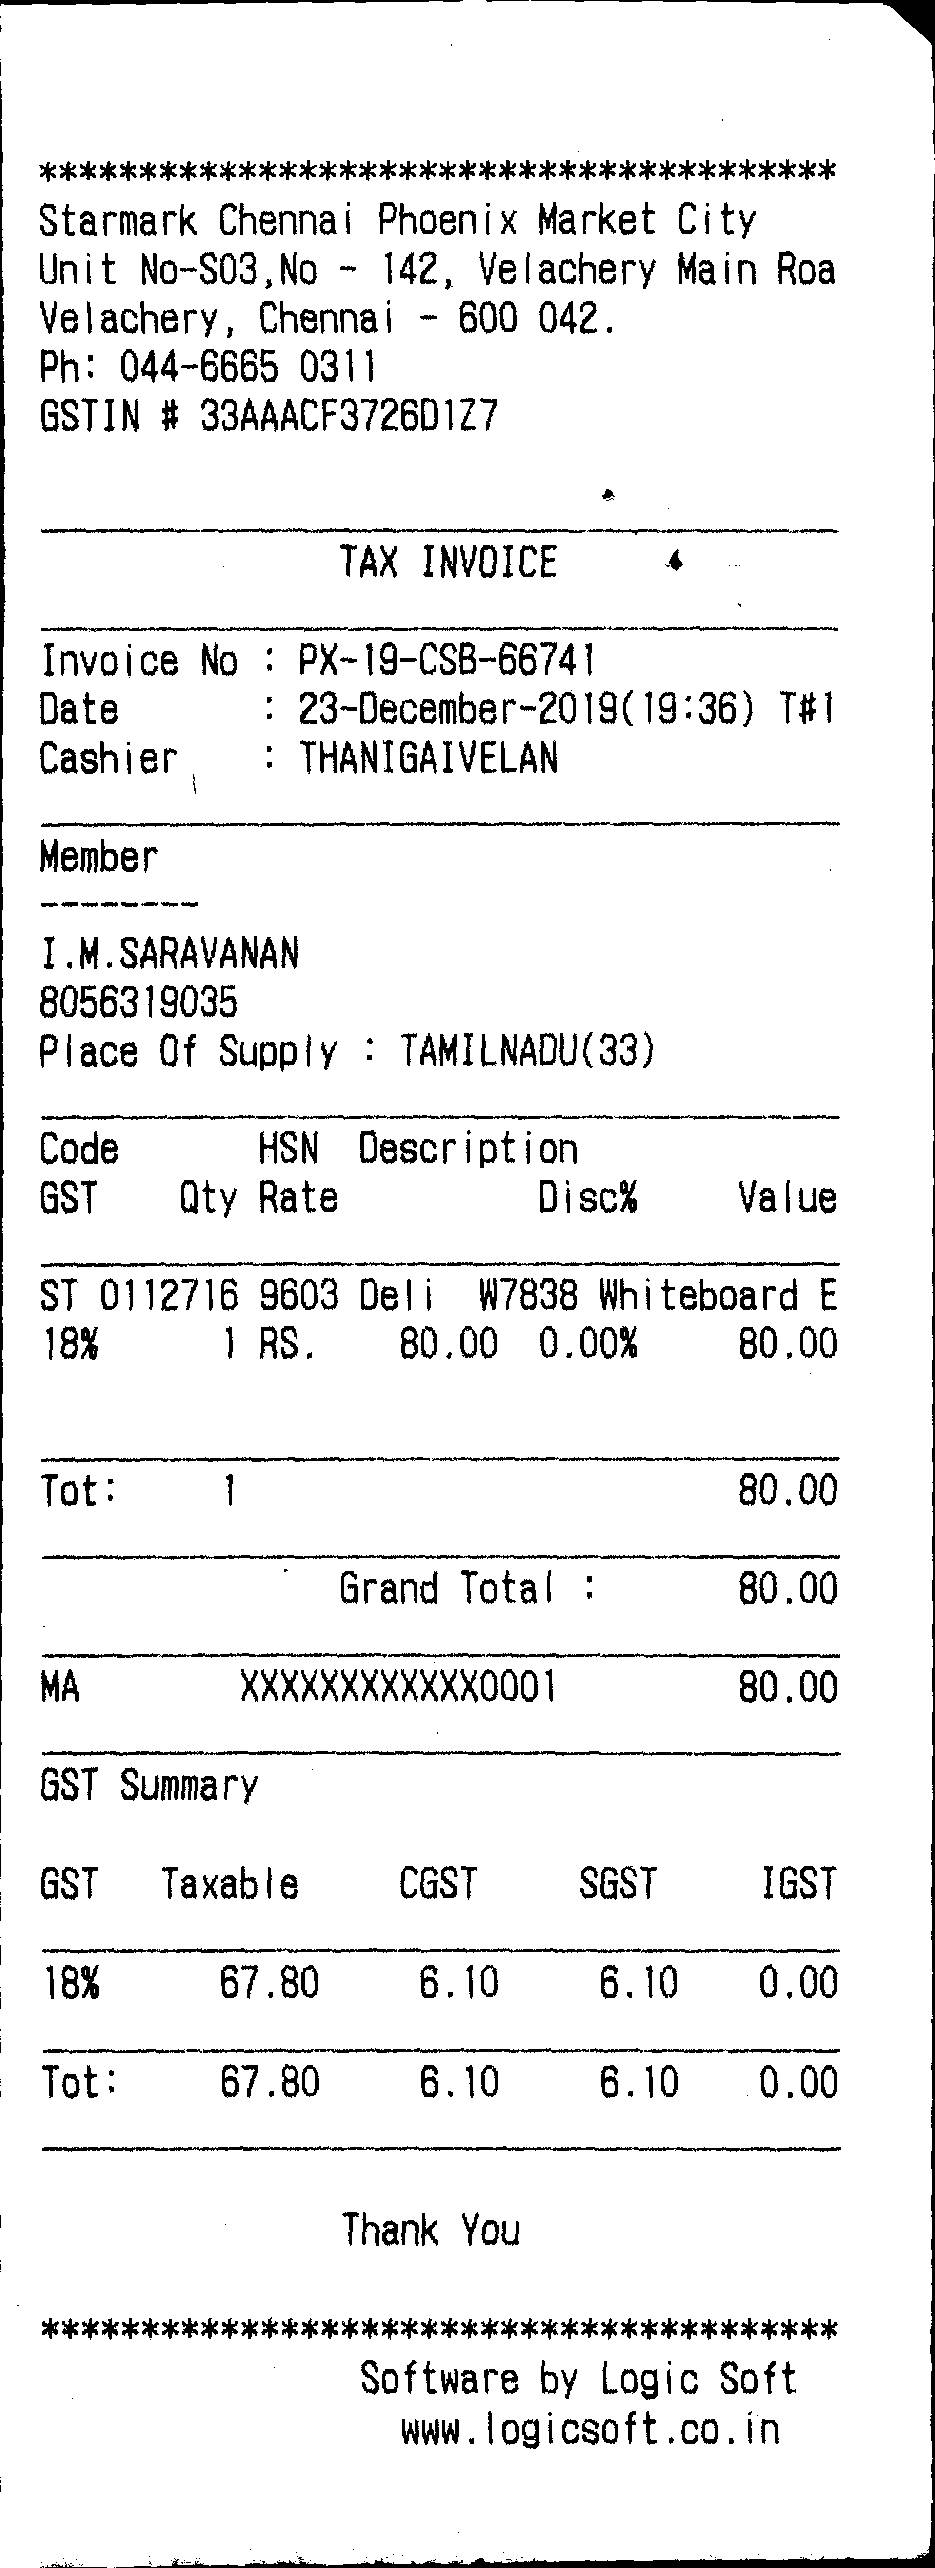 ****************************************
Starmark Chennai Phoenix Market City
Unit No-S03,No - 142, Velachery Main Roa
Velachery, Chennai - 600 042.
Ph: 044-6665 0311
GSTIN # 33AAACF3726D1Z7
TAX INVOICE
Invoice No : PX-19-CSB-66741
Date : 23-December-2019(19:36) T#1
Cashier : THANIGAIVELAN
Member
--------
I.M.SARAVANAN
8056319035
Place Of Supply : TAMILNADU(33)
Code HSN Description
GST Qty Rate Disc% Value
ST 0112716 9603 Deli W7838 Whiteboard E
18% 1 RS. 80.00 0.00% 80.00
Tot: 1 80.00
Grand Total : 80.00
MA XXXXXXXXXXXX0001 80.00
GST Summary
GST Taxable CGST SGST IGST
18% 67.80 6.10 6.10 0.00
Tot: 67.80 6.10 6.10 0.00
Thank You
****************************************
Software by Logic Soft
www.logicsoft.co.in